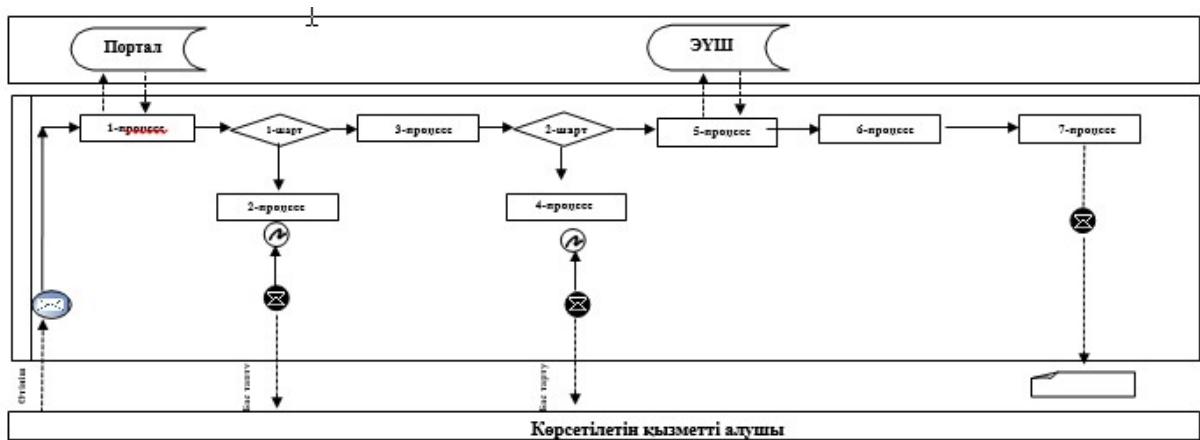 Портал
ЭҮШ
1-процесс
1-шарт
3-процесс
2-шарт
5-процесс
6-процесс
7-процесс
2-процесс
4-процесс
Өтініш
Бас тарту
Бас тарту
Көрсетілетін қызметті алушы